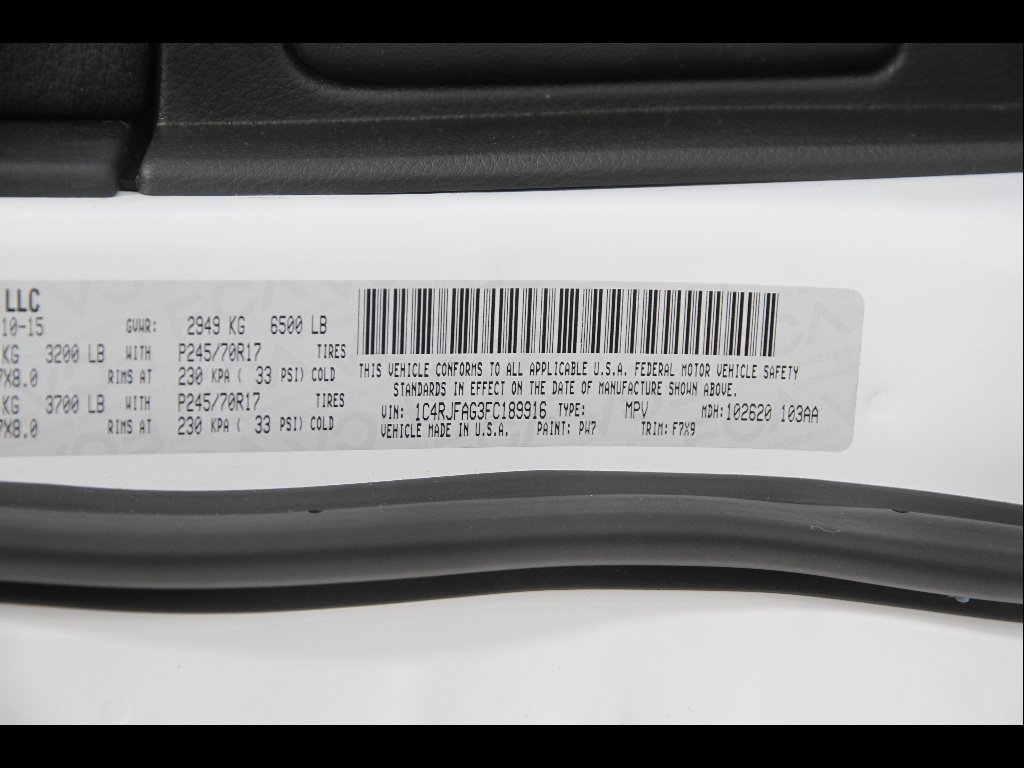 LLC
10-15 GVWR: 2949 KG 6500 LB
KG 3200 LB WITH P245/70R17 TIRES
7X8.0 RIMS AT 230 KPA ( 33 PSI) COLD
KG 3700 LB WITH P245/70R17 TIRES
7X8.0 RIMS AT 230 KPA ( 33 PSI) COLD
THIS VEHICLE CONFORMS TO ALL APPLICABLE U.S.A. FEDERAL MOTOR VEHICLE SAFETY
STANDARDS IN EFFECT ON THE DATE OF MANUFACTURE SHOWN ABOVE.
VIN: 1C4RJFAG3FC189916 TYPE: MPV MDH:102620 103AA
VEHICLE MADE IN U.S.A. PAINT: PW7 TRIM: F7X9